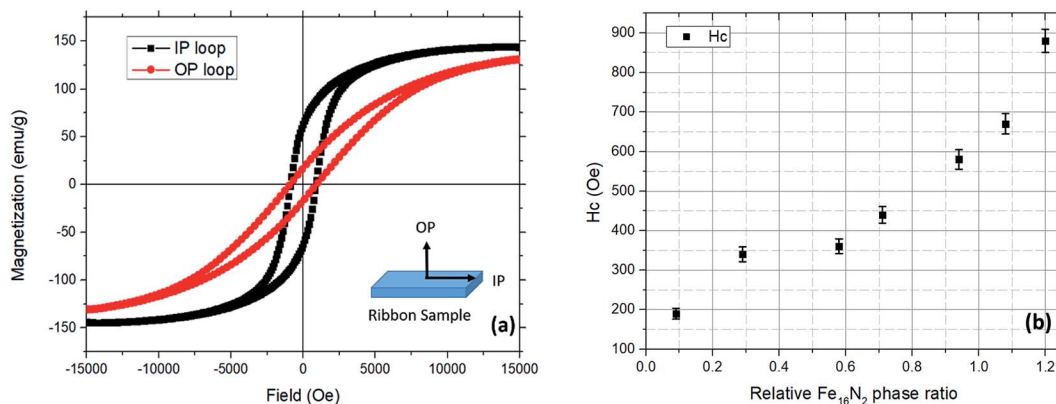 150
100
50
0
-50
-100
-150
Magnetization (emu/g)
IP loop
OP loop
OP
IP
Ribbon Sample
(a)
-15000 -10000 -5000 0 5000 10000 15000
Field (Oe)
900
800
700
600
500
400
300
200
100
Hc (Oe)
Hc
(b)
0.0 0.2 0.4 0.6 0.8 1.0 1.2
Relative Fe₁₆N₂ phase ratio